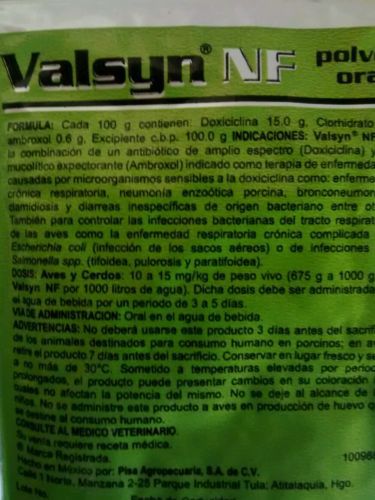 Valsyn® NF polvo
oral
FORMULA: Cada 100 g contienen: Doxiciclina 15.0 g, Clorhidrato
ambroxol 0.6 g. Excipiente c.b.p. 100.0 g INDICACIONES: Valsyn® NF
la combinación de un antibiótico de amplio espectro (Doxiciclina) y
mucolítico expectorante (Ambroxol) indicado como terapia de enfermeda
causadas por microorganismos sensibles a la doxiciclina como: enferme
crónica respiratoria, neumonía enzoótica porcina, bronconeumon
clamidiosis y diarreas inespecíficas de origen bacteriano entre ot
También para controlar las infecciones bacterianas del tracto respirat
de las aves como la enfermedad respiratoria crónica complicada
Escherichia coli (infección de los sacos aéreos) o de infecciones
Salmonella spp. (tifoidea, pulorosis y paratifoidea).
DOSIS: Aves y Cerdos: 10 a 15 mg/kg de peso vivo (675 g a 1000 g
Valsyn NF por 1000 litros de agua). Dicha dosis debe ser administrada
el agua de bebida por un periodo de 3 a 5 días.
VIA DE ADMINISTRACION: Oral en el agua de bebida.
ADVERTENCIAS: No deberá usarse este producto 3 días antes del sacrif
de los animales destinados para consumo humano en porcinos; en av
retire el producto 7 días antes del sacrificio. Conservar en lugar fresco y se
a no más de 30°C. Sometido a temperaturas elevadas por period
prolongados, el producto puede presentar cambios en su coloración
cuales no afectan la potencia del mismo. No se deje al alcance de l
niños. No se administre este producto a aves en producción de huevo q
se destine al consumo humano.
CONSULTE AL MEDICO VETERINARIO.
Su venta requiere receta médica.
® Marca Registrada. 100988
Hecho en México por: Pisa Agropecuaria, S.A. de C.V.
Calle 1 Norte, Manzana 2-25 Parque Industrial Tula; Atitalaquia, Hgo.
Lote No.